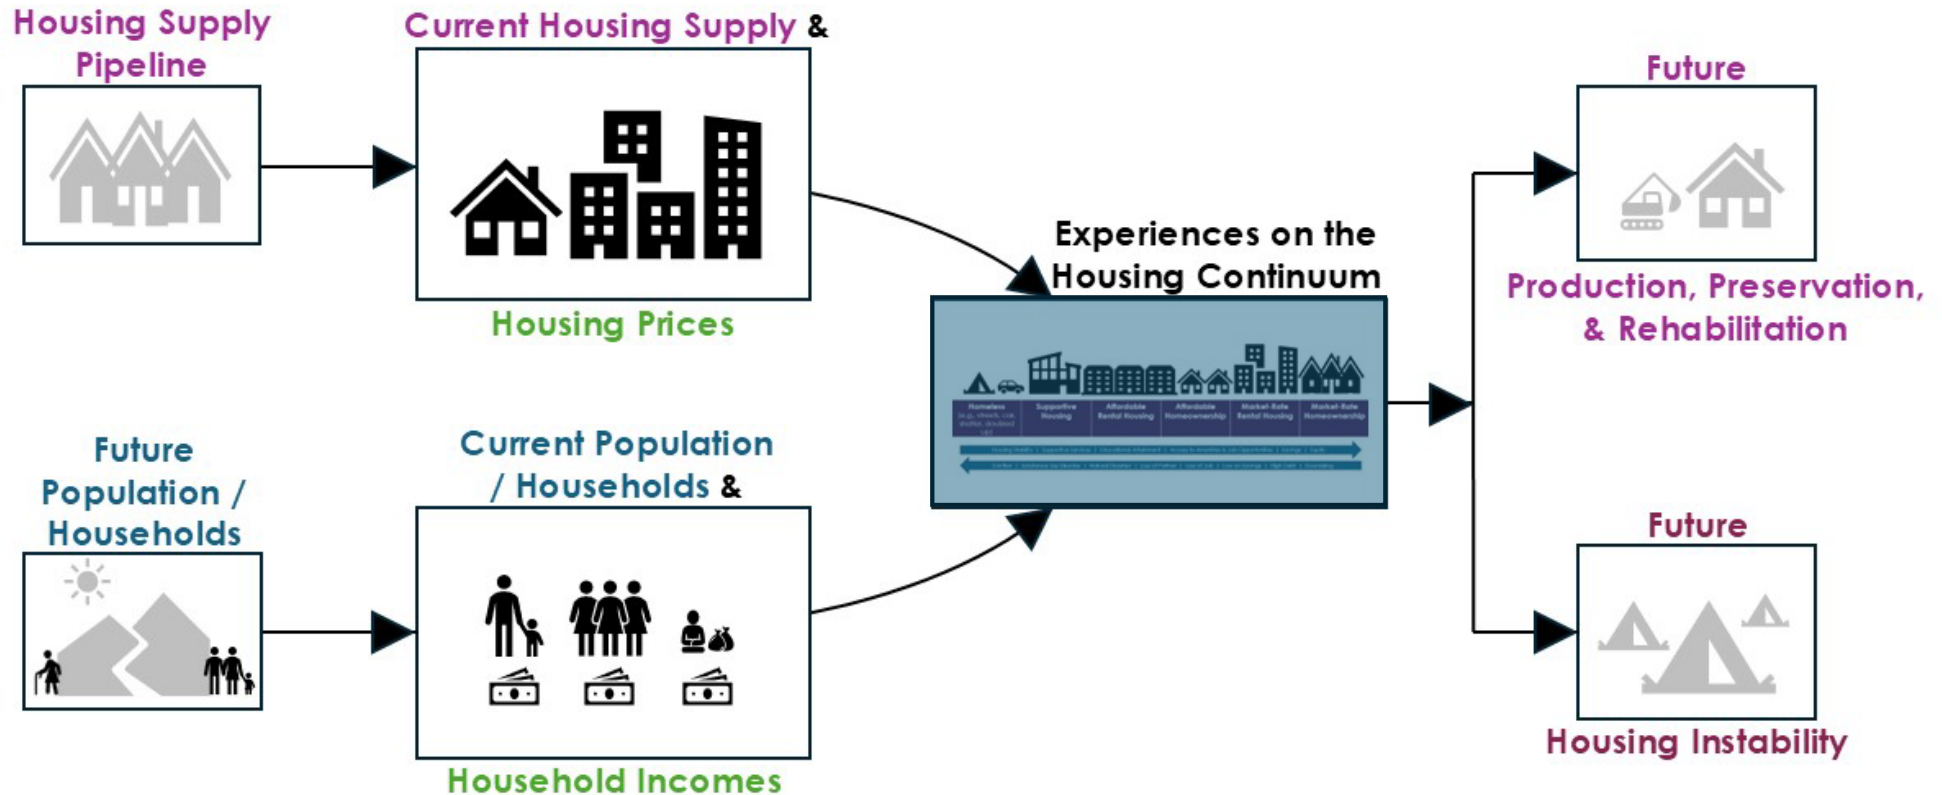 Housing Supply
Pipeline
Current Housing Supply &
Housing Prices
Future
Population /
Households
Current Population
/ Households &
Household Incomes
Experiences on the
Housing Continuum
Homeless
Supportive
Housing
Affordable
Rental Housing
Affordable
Homeownership
Market-Rate
Rental Housing
Market-Rate
Homeownership
Future
Production, Preservation,
& Rehabilitation
Future
Housing Instability